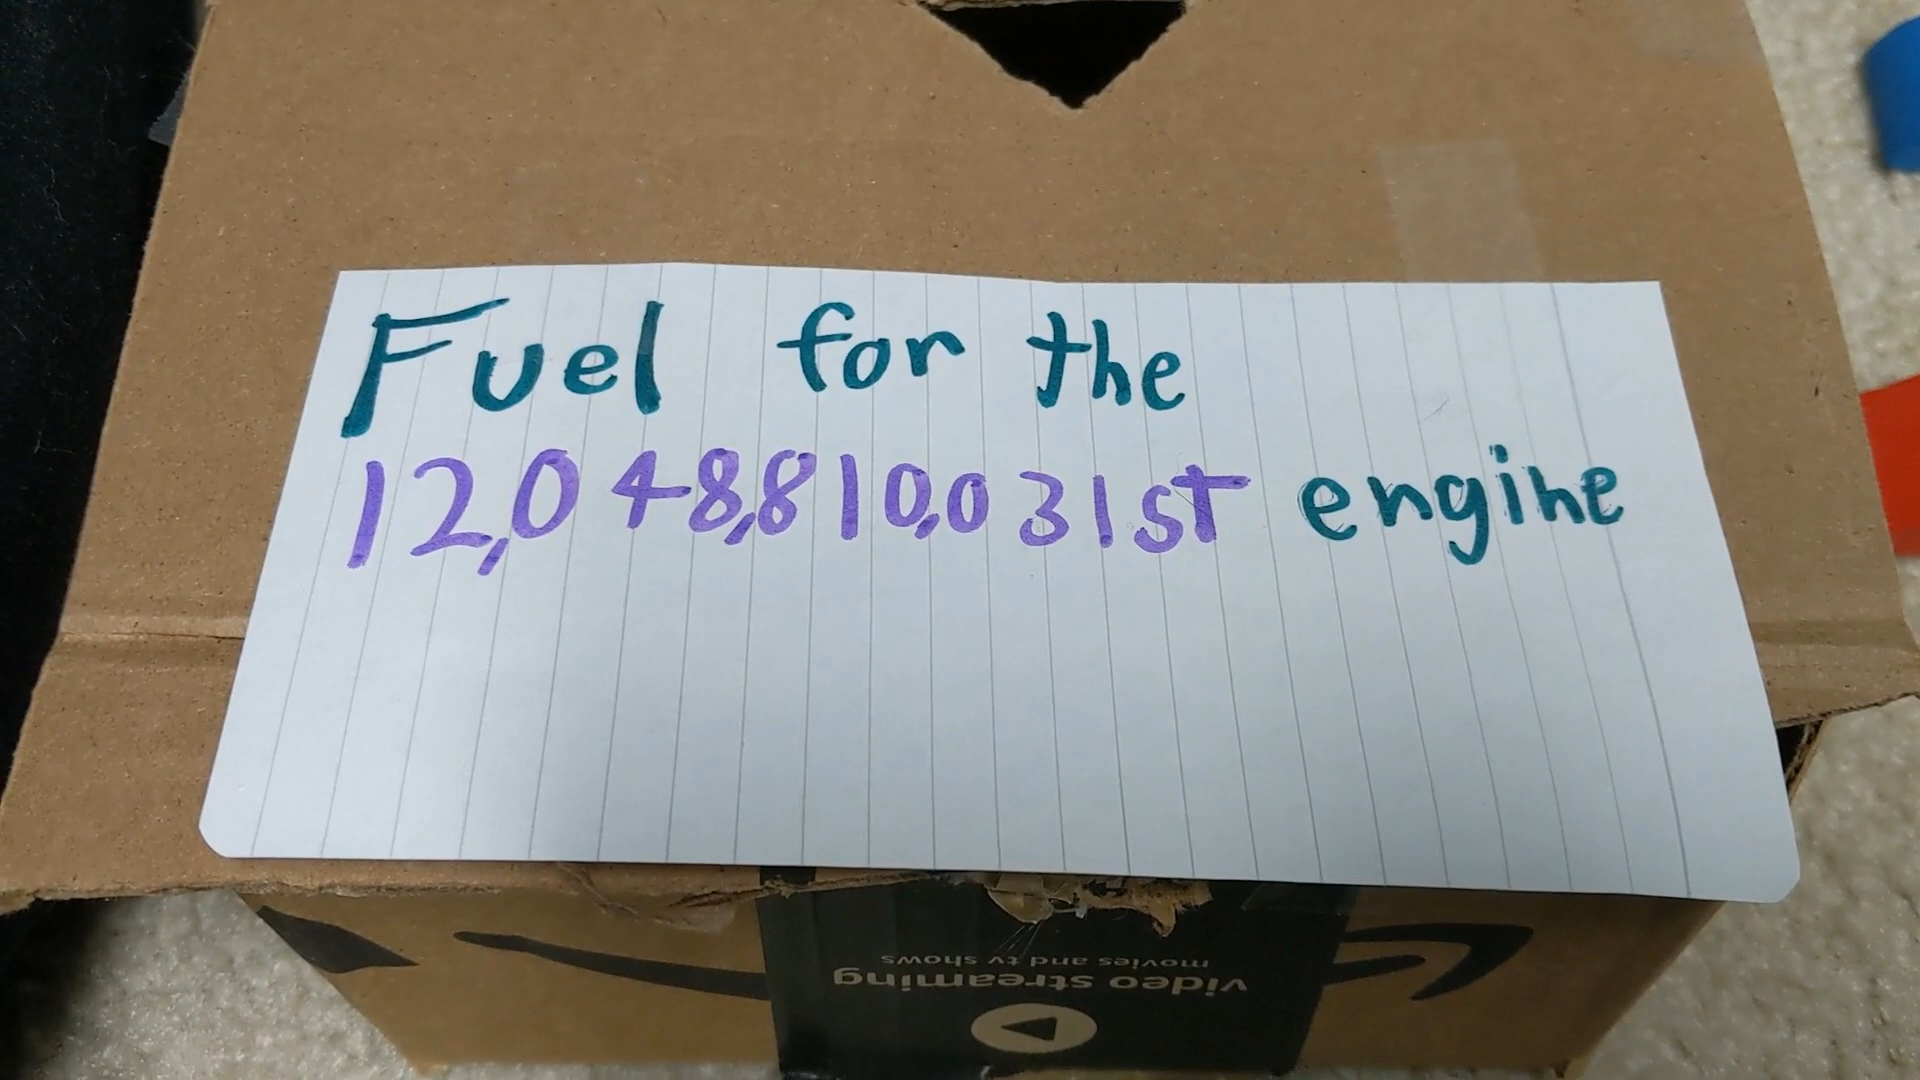 Fuel for the
12,048,810,031st engine
video streaming
movies and tv shows